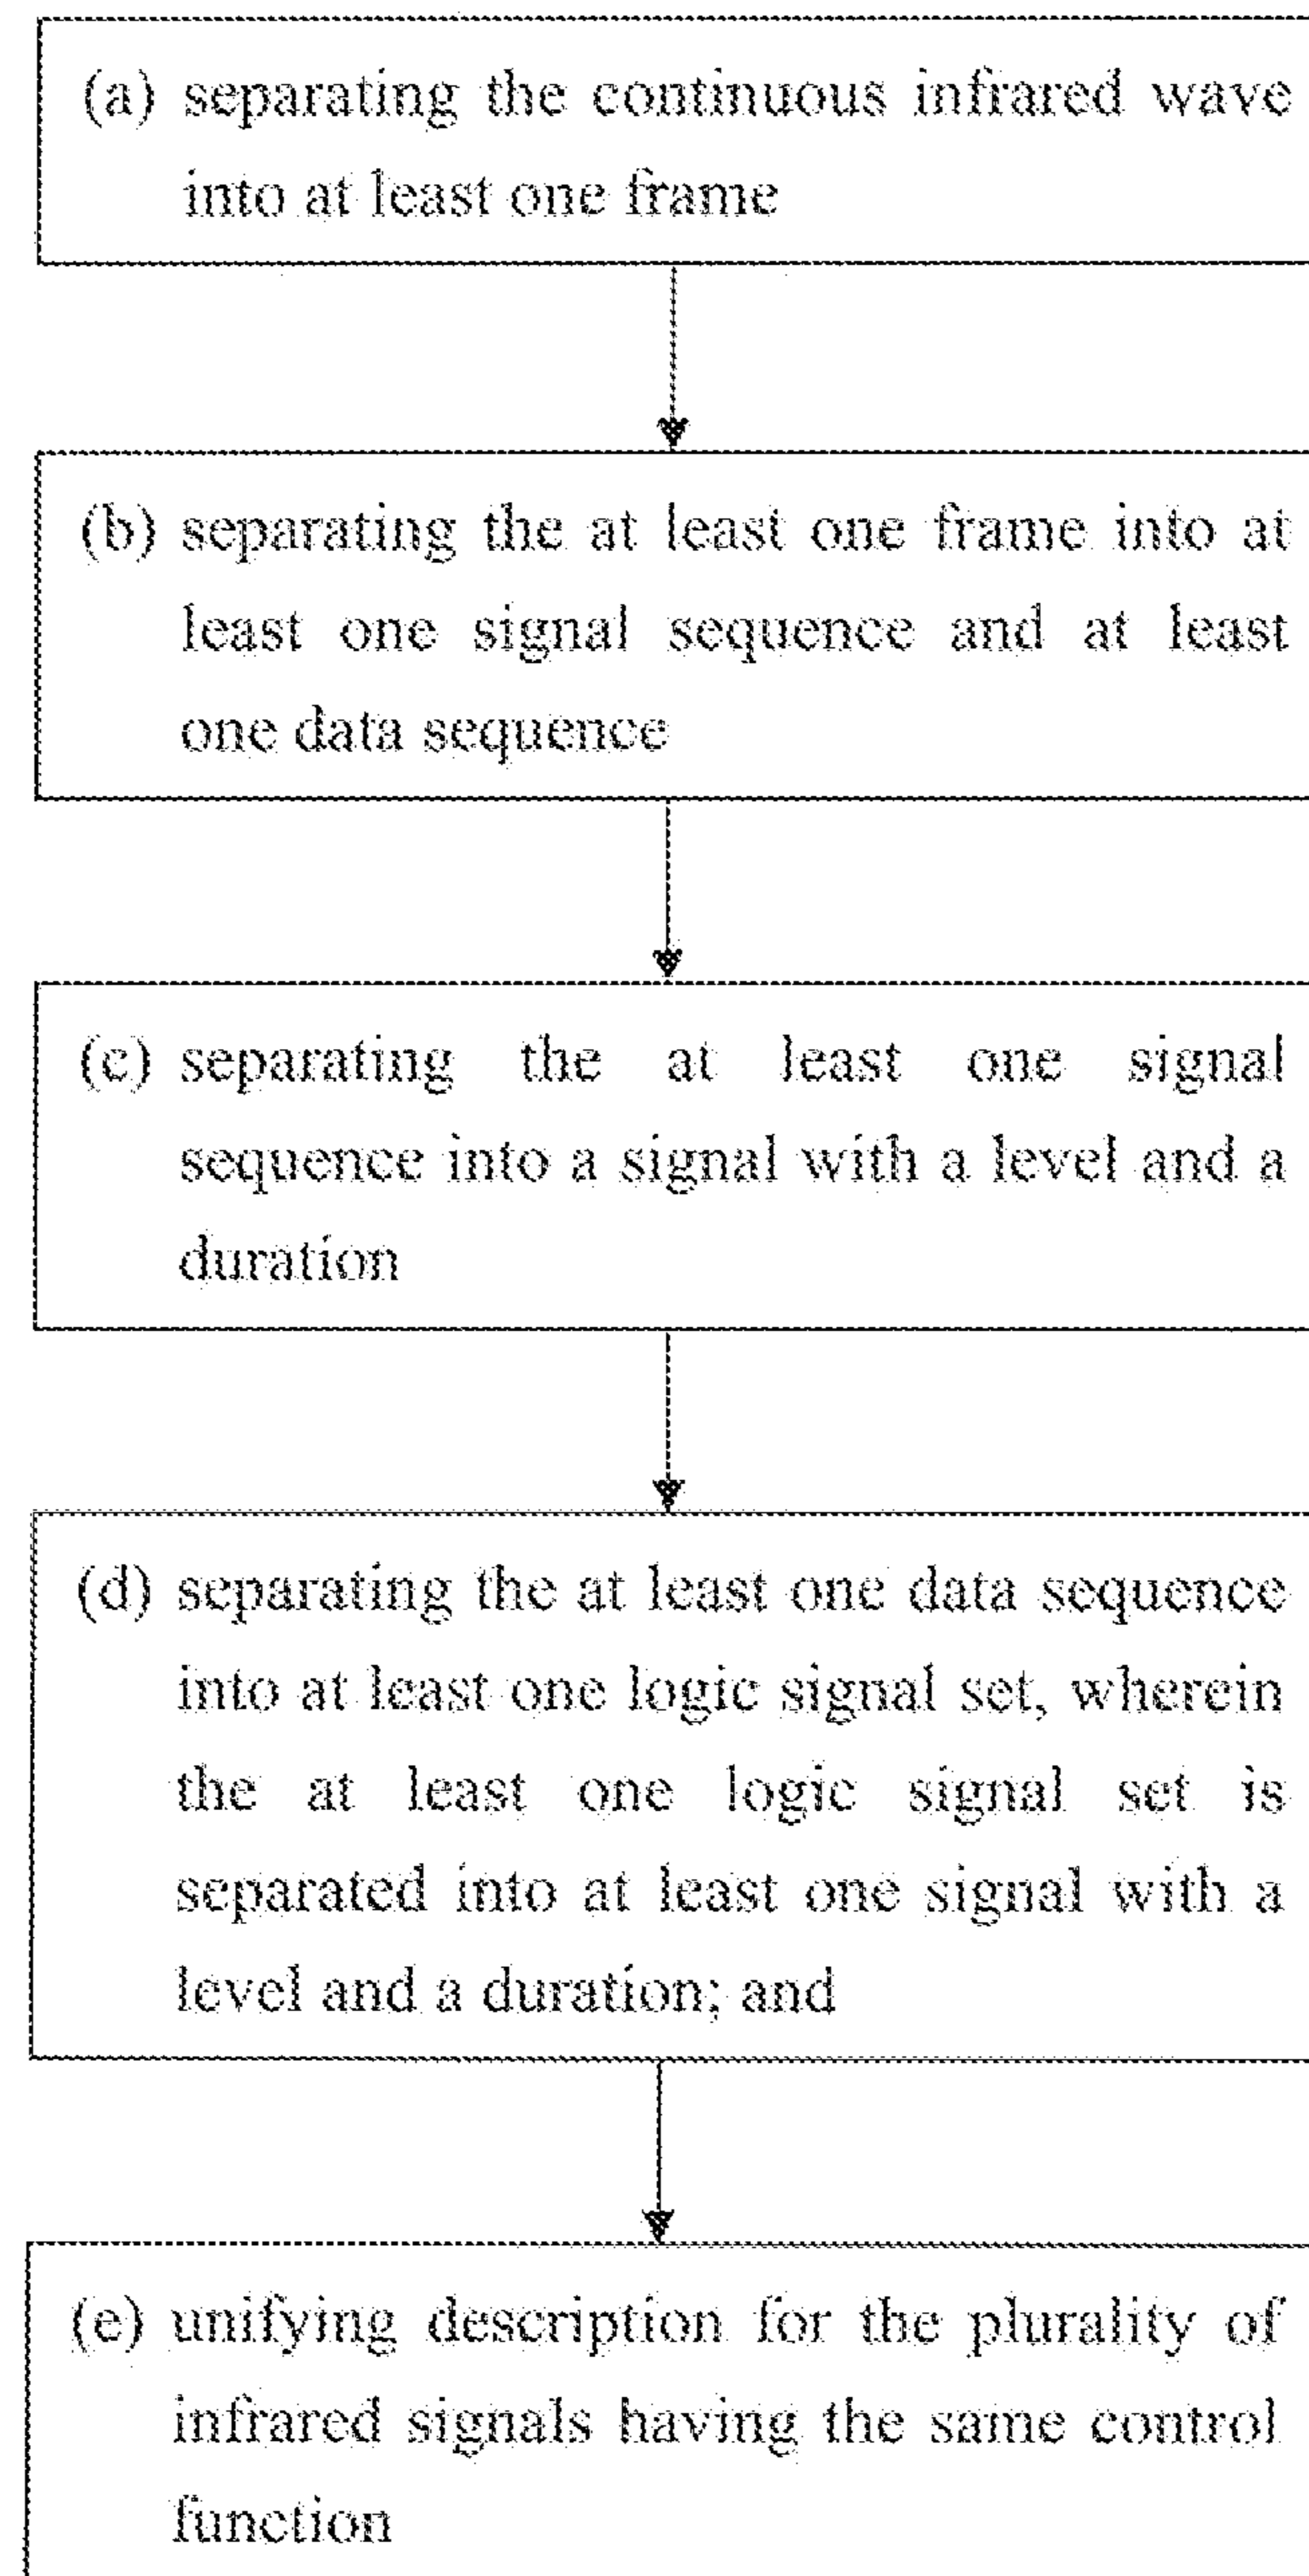 (a) separating the continuous infrared wave
into at least one frame
(b) separating the at least one frame into at
least one signal sequence and at least
one data sequence
(c) separating the at least one signal
sequence into a signal with a level and a
duration
(d) separating the at least one data sequence
into at least one logic signal set, wherein
the at least one logic signal set is
separated into at least one signal with a
level and a duration; and
(e) unifying description for the plurality of
infrared signals having the same control
function